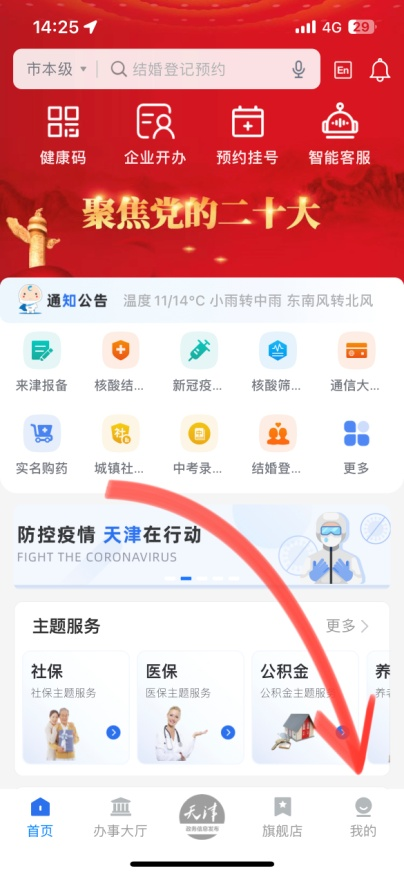 14:25 4G 29
市本级 结婚登记预约 En
健康码 企业开办 预约挂号 智能客服
聚焦党的二十大
通知公告 温度 11/14°C 小雨转中雨 东南风转北风
来津报备 核酸结... 新冠疫... 核酸筛... 通信大...
社
实名购药 城镇社... 中考录... 结婚登... 更多
防控疫情 天津在行动
FIGHT THE CORONAVIRUS
主题服务 更多
社保 医保 公积金 养
社保主题服务 医保主题服务 公积金主题服务 养
天津
首页 办事大厅 旗舰店 我的